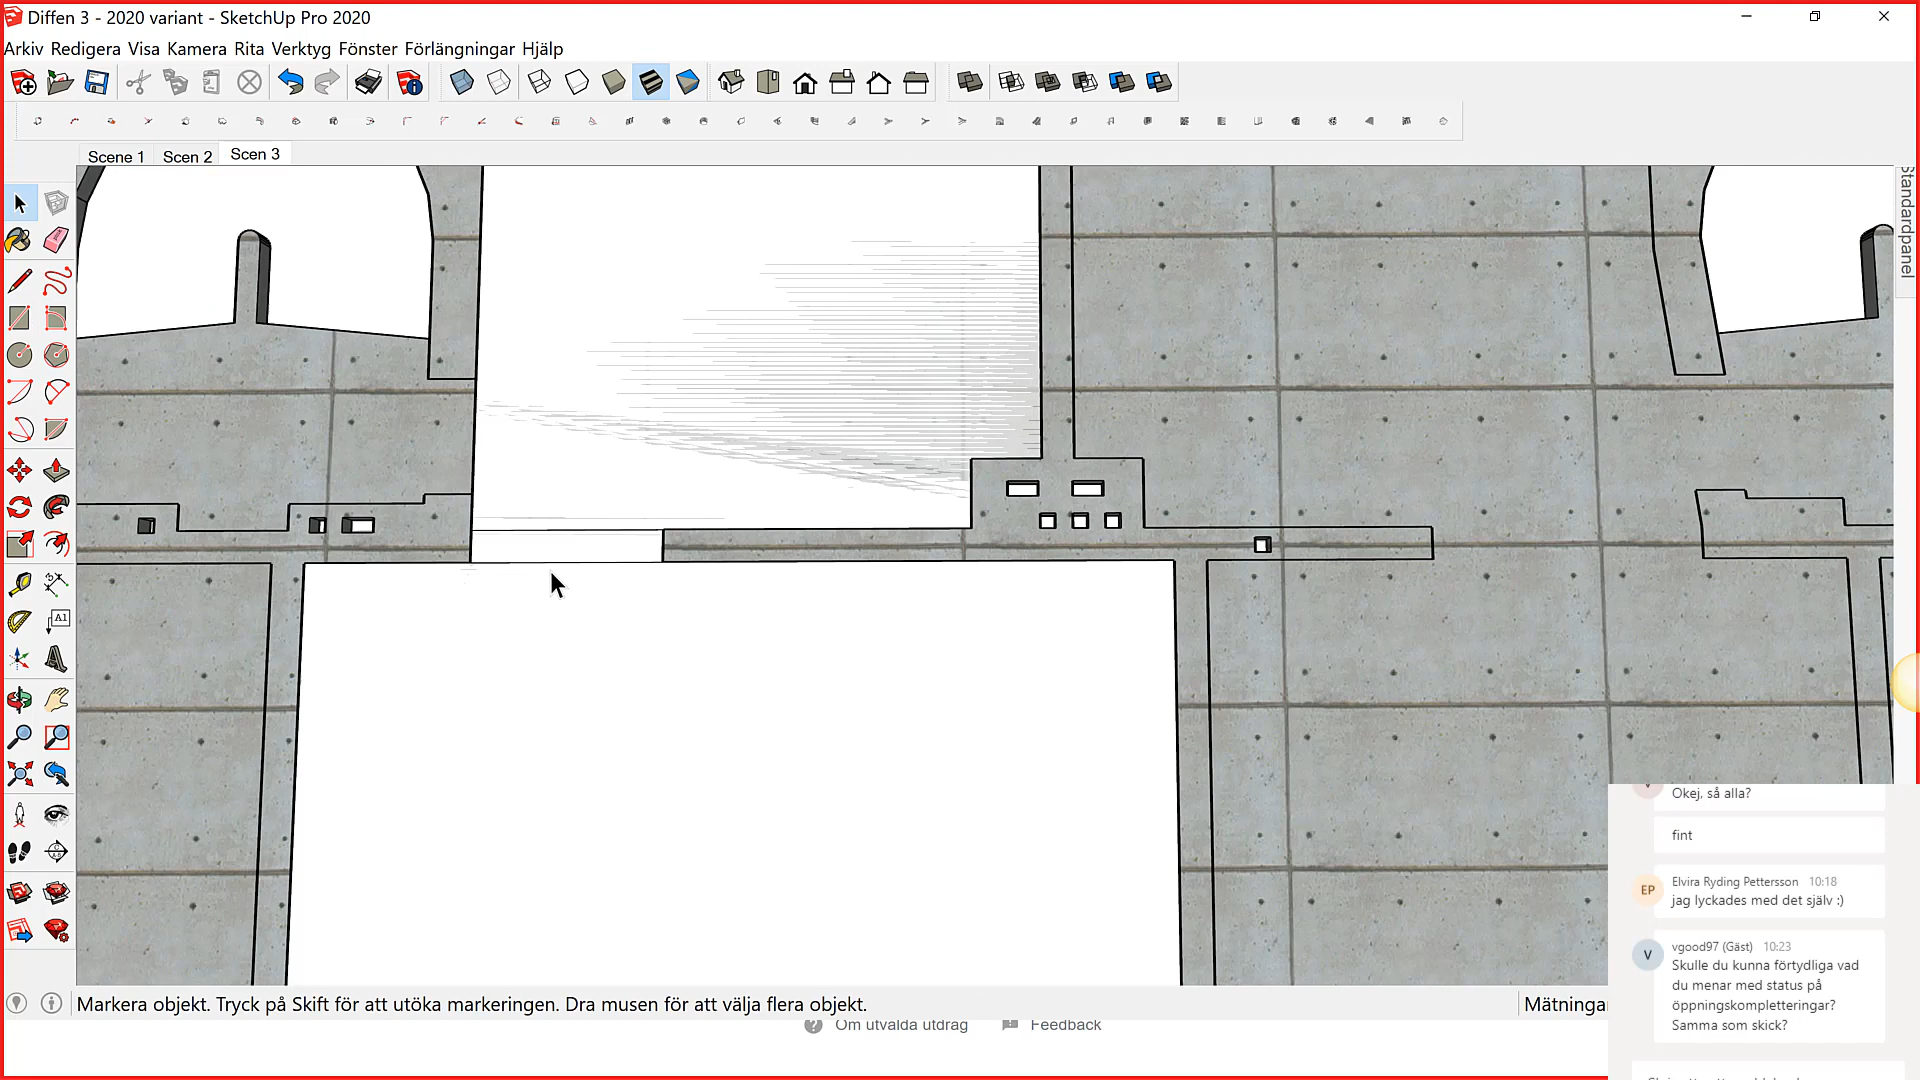 Diffen 3 - 2020 variant - SketchUp Pro 2020
Arkiv Redigera Visa Kamera Rita Verktyg Fönster Förlängningar Hjälp
Scene 1 Scen 2 Scen 3
Standardpanel
A1
Okej, så alla?
fint
EP Elvira Ryding Pettersson 10:18
jag lyckades med det själv :)
V vgood97 (Gäst) 10:23
Skulle du kunna förtydliga vad
du menar med status på
öppningskompletteringar?
Samma som skick?
Markera objekt. Tryck på Skift för att utöka markeringen. Dra musen för att välja flera objekt.
Mätningar
Om utvalda utdrag Feedback